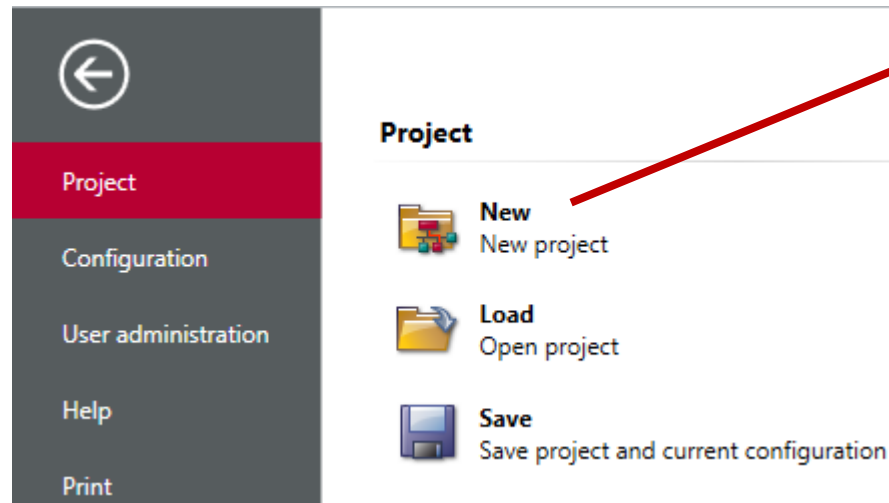 Project
Configuration
User administration
Help
Print
Project
New
New project
Load
Open project
Save
Save project and current configuration